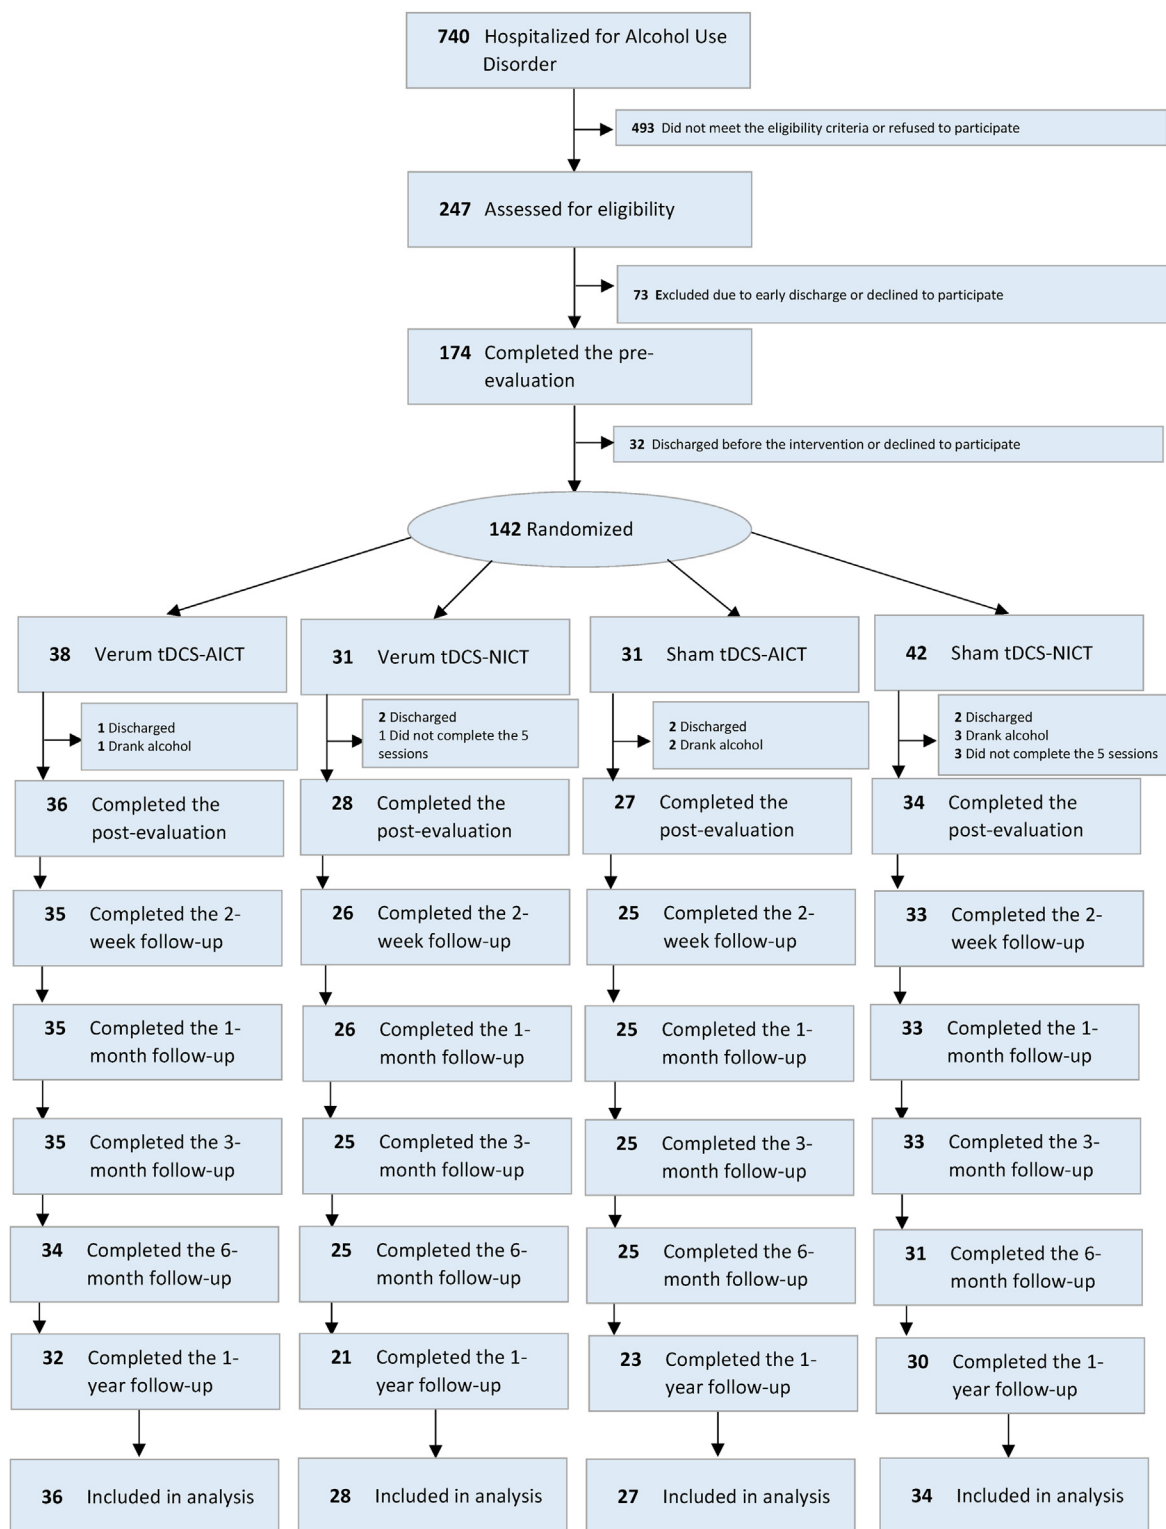 740 Hospitalized for Alcohol Use
Disorder
493 Did not meet the eligibility criteria or refused to participate
247 Assessed for eligibility
73 Excluded due to early discharge or declined to participate
174 Completed the pre-
evaluation
32 Discharged before the intervention or declined to participate
142 Randomized
38 Verum tDCS-AICT
31 Verum tDCS-NICT
31 Sham tDCS-AICT
42 Sham tDCS-NICT
1 Discharged
1 Drank alcohol
2 Discharged
1 Did not complete the 5
sessions
2 Discharged
2 Drank alcohol
2 Discharged
3 Drank alcohol
3 Did not complete the 5 sessions
36 Completed the
post-evaluation
28 Completed the
post-evaluation
27 Completed the
post-evaluation
34 Completed the
post-evaluation
35 Completed the 2-
week follow-up
26 Completed the 2-
week follow-up
25 Completed the 2-
week follow-up
33 Completed the 2-
week follow-up
35 Completed the 1-
month follow-up
26 Completed the 1-
month follow-up
25 Completed the 1-
month follow-up
33 Completed the 1-
month follow-up
35 Completed the 3-
month follow-up
25 Completed the 3-
month follow-up
25 Completed the 3-
month follow-up
33 Completed the 3-
month follow-up
34 Completed the 6-
month follow-up
25 Completed the 6-
month follow-up
25 Completed the 6-
month follow-up
31 Completed the 6-
month follow-up
32 Completed the 1-
year follow-up
21 Completed the 1-
year follow-up
23 Completed the 1-
year follow-up
30 Completed the 1-
year follow-up
36 Included in analysis
28 Included in analysis
27 Included in analysis
34 Included in analysis